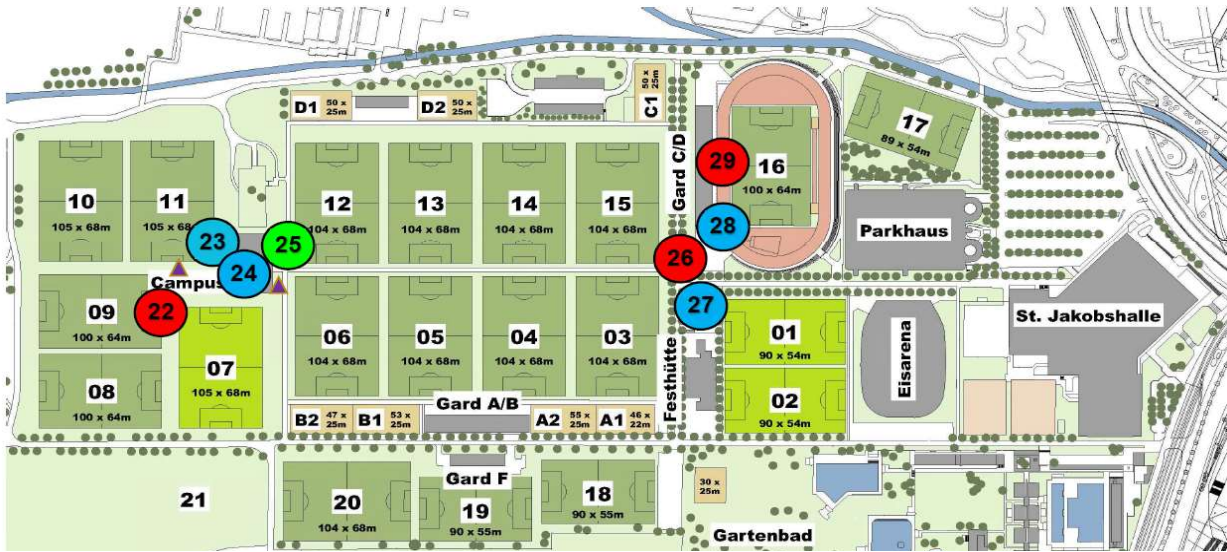 D1
50 x
25m
D2
50 x
25m
C1
50 x
25m
Gard C/D
29
16
100 x 64m
17
89 x 54m
10
105 x 68m
11
105 x 68m
12
104 x 68m
13
104 x 68m
14
104 x 68m
15
104 x 68m
28
Parkhaus
23
25
24
26
Campus
22
27
09
100 x 64m
07
105 x 68m
08
100 x 64m
06
104 x 68m
05
104 x 68m
04
104 x 68m
03
104 x 68m
01
90 x 54m
02
90 x 54m
Eisarena
St. Jakobshalle
Festhütte
Gard A/B
B2
47 x
25m
B1
53 x
25m
A2
55 x
25m
A1
46 x
22m
21
20
104 x 68m
Gard F
19
90 x 55m
18
90 x 55m
30 x
25m
Gartenbad